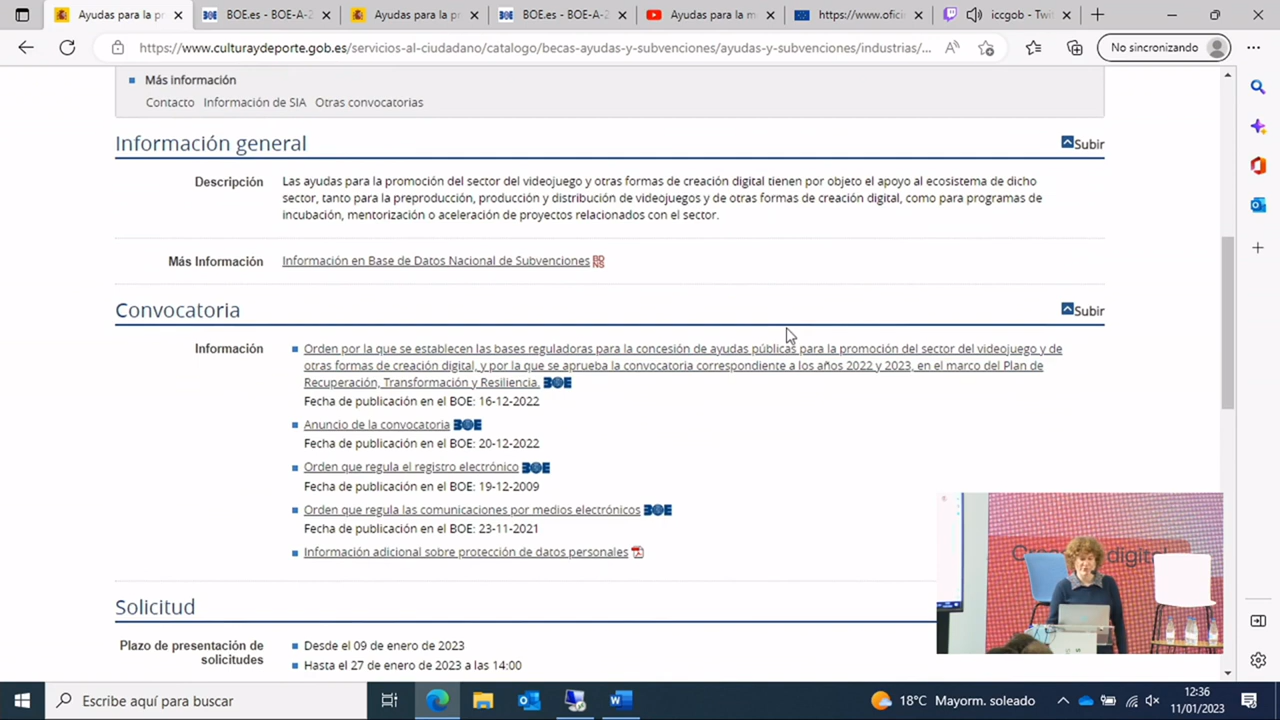 Ayudas para la pr
BOE.es - BOE-A-2
Ayudas para la pr
BOE.es - BOE-A-2
Ayudas para la m
https://www.ofici
iccgob - Twit
https://www.culturaydeporte.gob.es/servicios-al-ciudadano/catalogo/becas-ayudas-y-subvenciones/ayudas-y-subvenciones/industrias/...
No sincronizando
Más información
Contacto Información de SIA Otras convocatorias
Información general
Subir
Descripción
Las ayudas para la promoción del sector del videojuego y otras formas de creación digital tienen por objeto el apoyo al ecosistema de dicho
sector, tanto para la preproducción, producción y distribución de videojuegos y de otras formas de creación digital, como para programas de
incubación, mentorización o aceleración de proyectos relacionados con el sector.
Más Información
Información en Base de Datos Nacional de Subvenciones
Convocatoria
Subir
Información
Orden por la que se establecen las bases reguladoras para la concesión de ayudas públicas para la promoción del sector del videojuego y de
otras formas de creación digital, y por la que se aprueba la convocatoria correspondiente a los años 2022 y 2023, en el marco del Plan de
Recuperación, Transformación y Resiliencia. BOE
Fecha de publicación en el BOE: 16-12-2022
Anuncio de la convocatoria BOE
Fecha de publicación en el BOE: 20-12-2022
Orden que regula el registro electrónico BOE
Fecha de publicación en el BOE: 19-12-2009
Orden que regula las comunicaciones por medios electrónicos BOE
Fecha de publicación en el BOE: 23-11-2021
Información adicional sobre protección de datos personales
digital
Solicitud
Plazo de presentación de
solicitudes
Desde el 09 de enero de 2023
Hasta el 27 de enero de 2023 a las 14:00
Escribe aquí para buscar
18°C Mayorm. soleado
12:36
11/01/2023